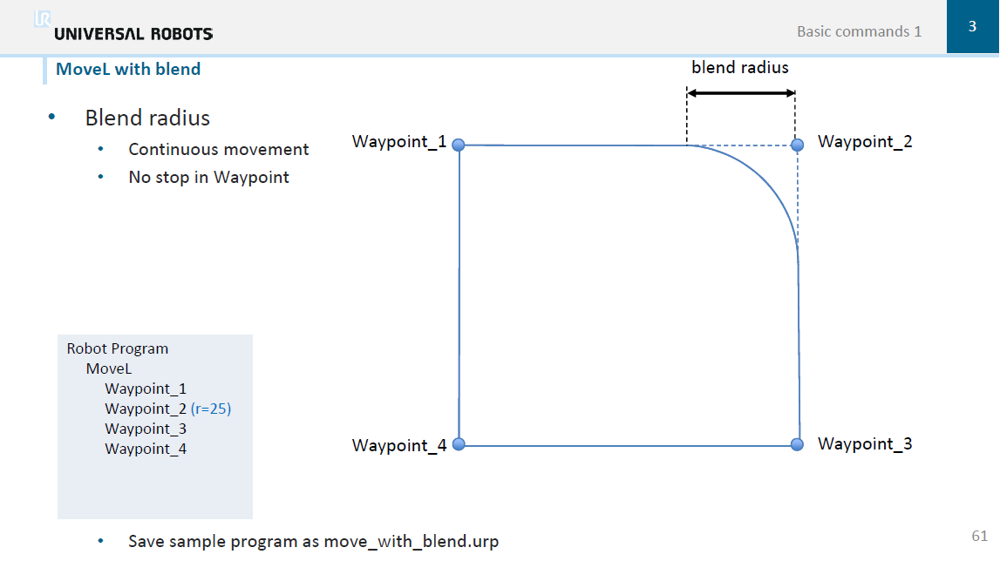 UR
UNIVERSAL ROBOTS
Basic commands 1
3
MoveL with blend
blend radius
• Blend radius
• Continuous movement
• No stop in Waypoint
Waypoint_1
Waypoint_2
Robot Program
MoveL
Waypoint_1
Waypoint_2 (r=25)
Waypoint_3
Waypoint_4
Waypoint_4
Waypoint_3
• Save sample program as move_with_blend.urp
61